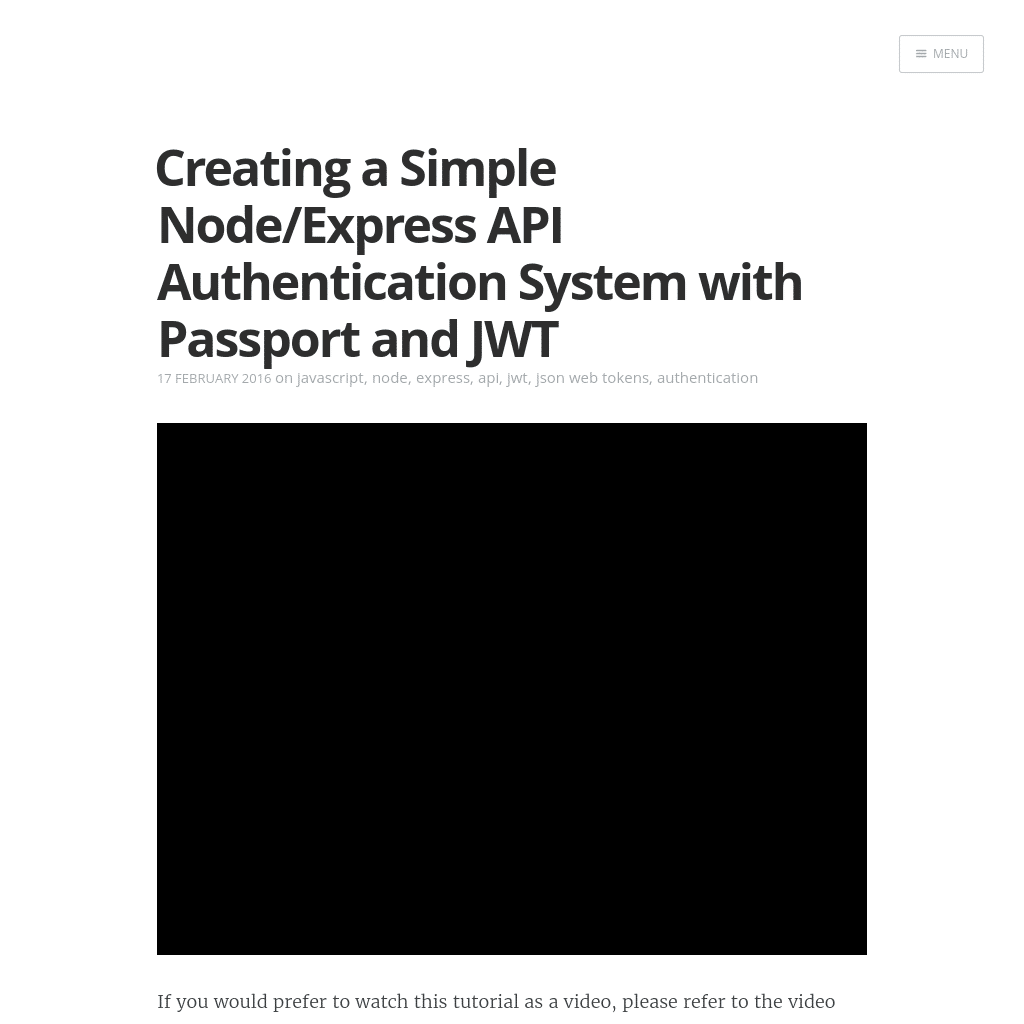 MENU
Creating a Simple
Node/Express API
Authentication System with
Passport and JWT
17 FEBRUARY 2016 on javascript, node, express, api, jwt, json web tokens, authentication
If you would prefer to watch this tutorial as a video, please refer to the video